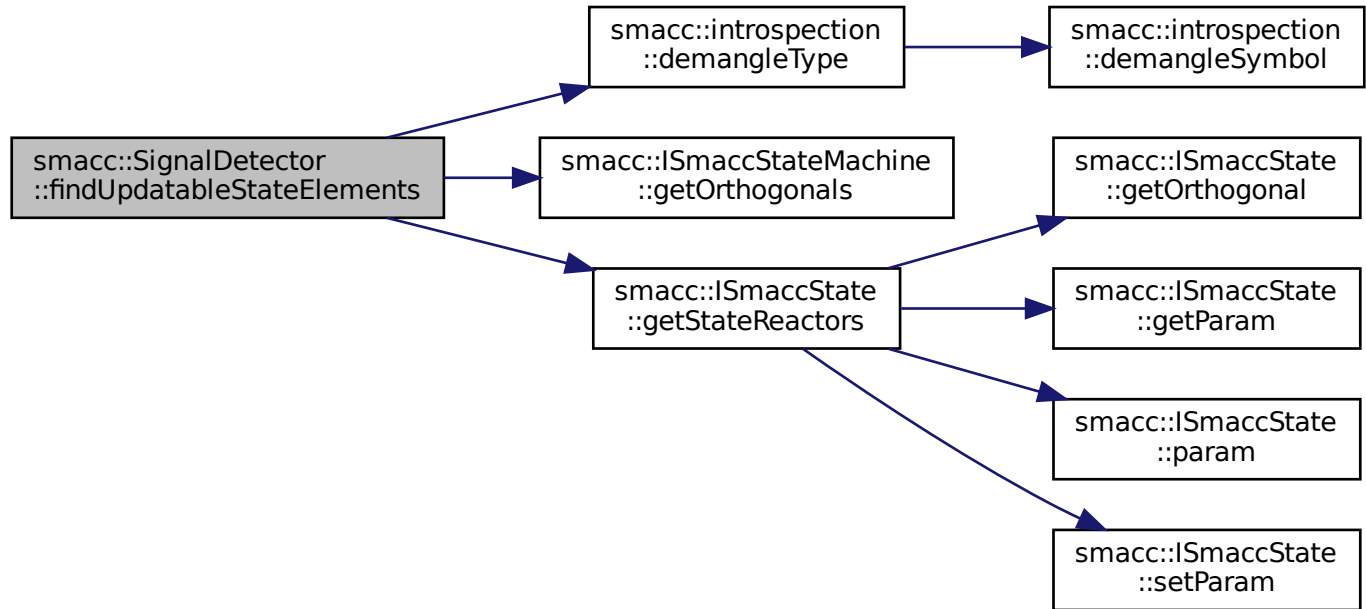 smacc::introspection
::demangleType
smacc::introspection
::demangleSymbol
smacc::SignalDetector
::findUpdatableStateElements
smacc::ISmaccStateMachine
::getOrthogonals
smacc::ISmaccState
::getOrthogonal
smacc::ISmaccState
::getStateReactors
smacc::ISmaccState
::getParam
smacc::ISmaccState
::param
smacc::ISmaccState
::setParam